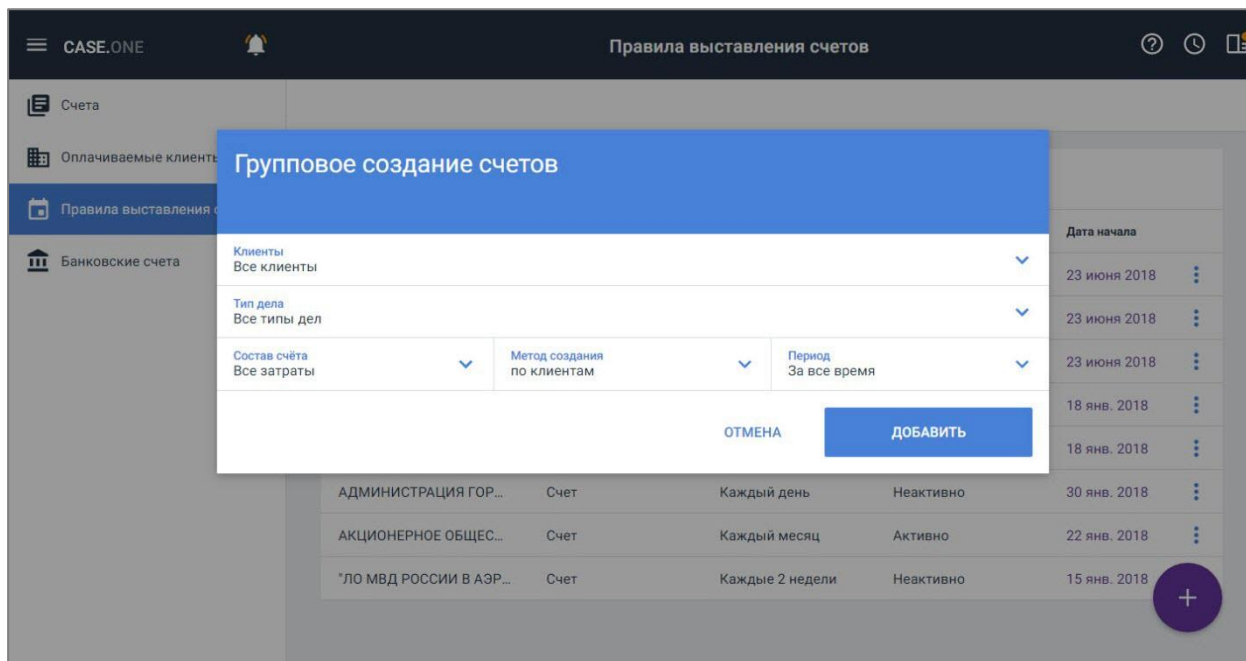 CASE.ONE
Правила выставления счетов
Счета
Оплачиваемые клиенты
Правила выставления с
Банковские счета
Групповое создание счетов
Клиенты
Все клиенты
Тип дела
Все типы дел
Состав счёта
Все затраты
Метод создания
по клиентам
Период
За все время
ОТМЕНА
ДОБАВИТЬ
Дата начала
23 июня 2018
23 июня 2018
23 июня 2018
18 янв. 2018
18 янв. 2018
АДМИНИСТРАЦИЯ ГОР... Счет Каждый день Неактивно 30 янв. 2018
АКЦИОНЕРНОЕ ОБЩЕС... Счет Каждый месяц Активно 22 янв. 2018
"ЛО МВД РОССИИ В АЭР... Счет Каждые 2 недели Неактивно 15 янв. 2018